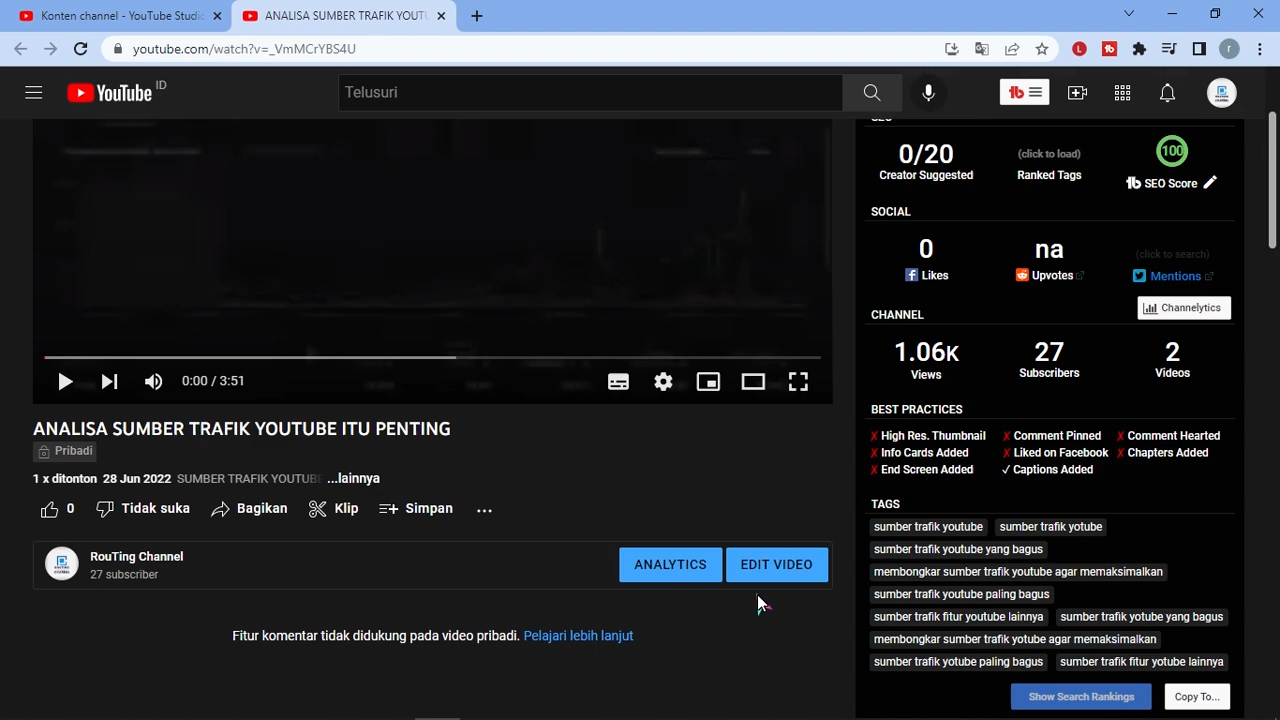 Konten channel - YouTube Studio
ANALISA SUMBER TRAFIK YOUTU
youtube.com/watch?v=_VmMCrYBS4U
YouTube ID
Telusuri
0:00 / 3:51
ANALISA SUMBER TRAFIK YOUTUBE ITU PENTING
Pribadi
1 x ditonton 28 Jun 2022 SUMBER TRAFIK YOUTUBE ...lainnya
0 Tidak suka Bagikan Klip Simpan ...
RouTing Channel
27 subscriber
ANALYTICS EDIT VIDEO
Fitur komentar tidak didukung pada video pribadi. Pelajari lebih lanjut
SEO
0/20 (click to load) 100
Creator Suggested Ranked Tags tb SEO Score
SOCIAL
0 na (click to search)
Likes Upvotes Mentions
CHANNEL Channelytics
1.06K 27 2
Views Subscribers Videos
BEST PRACTICES
✗ High Res. Thumbnail ✗ Comment Pinned ✗ Comment Hearted
✗ Info Cards Added ✗ Liked on Facebook ✗ Chapters Added
✗ End Screen Added ✓ Captions Added
TAGS
sumber trafik youtube sumber trafik yotube
sumber trafik youtube yang bagus
membongkar sumber trafik youtube agar memaksimalkan
sumber trafik youtube paling bagus
sumber trafik fitur youtube lainnya sumber trafik yotube yang bagus
membongkar sumber trafik yotube agar memaksimalkan
sumber trafik yotube paling bagus sumber trafik fitur yotube lainnya
Show Search Rankings Copy To...